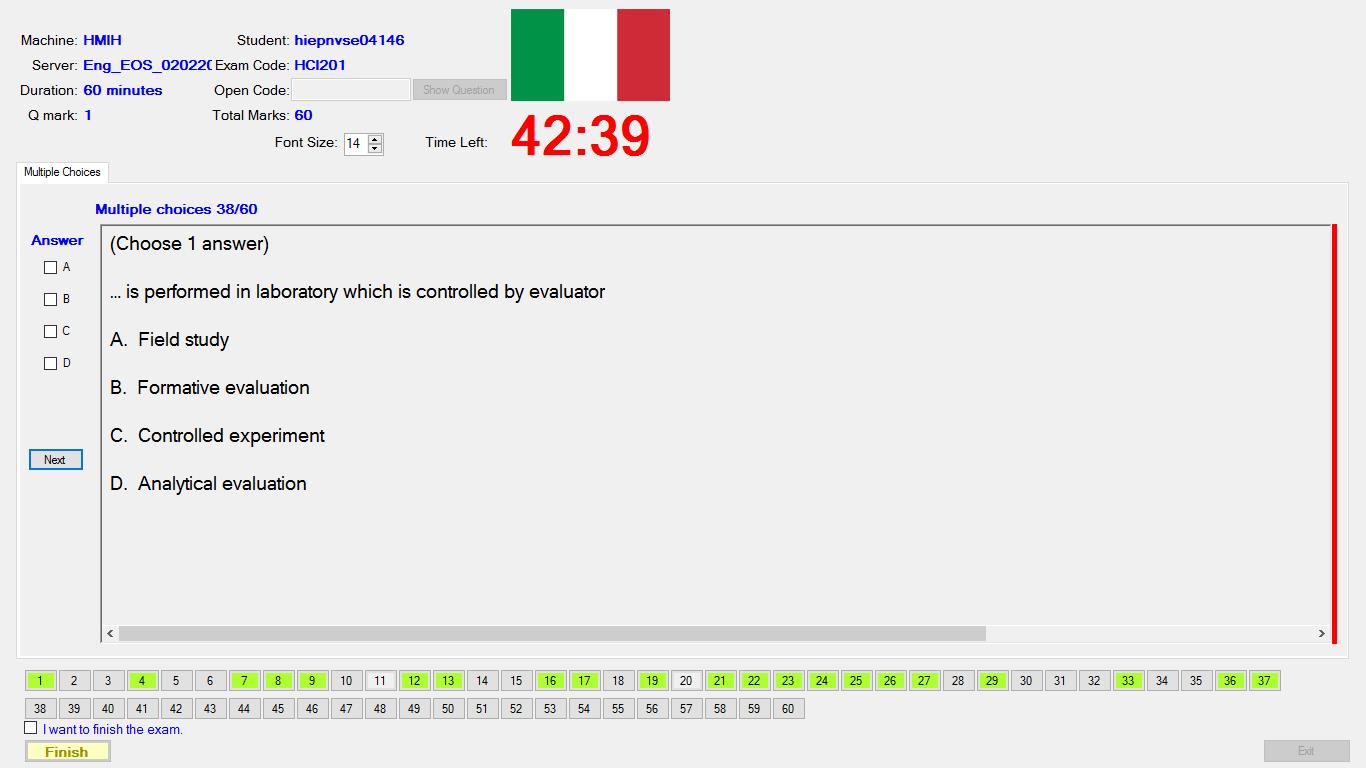 Machine: HMIH Student: hiepnvse04146
Server: Eng_EOS_02022 Exam Code: HCI201
Duration: 60 minutes Open Code: Show Question
Q mark: 1 Total Marks: 60
Font Size: 14 Time Left: 42:39
Multiple Choices
Multiple choices 38/60
Answer
A
B
C
D
Next
(Choose 1 answer)
... is performed in laboratory which is controlled by evaluator
A. Field study
B. Formative evaluation
C. Controlled experiment
D. Analytical evaluation
1 2 3 4 5 6 7 8 9 10 11 12 13 14 15 16 17 18 19 20 21 22 23 24 25 26 27 28 29 30 31 32 33 34 35 36 37
38 39 40 41 42 43 44 45 46 47 48 49 50 51 52 53 54 55 56 57 58 59 60
I want to finish the exam.
Finish Exit